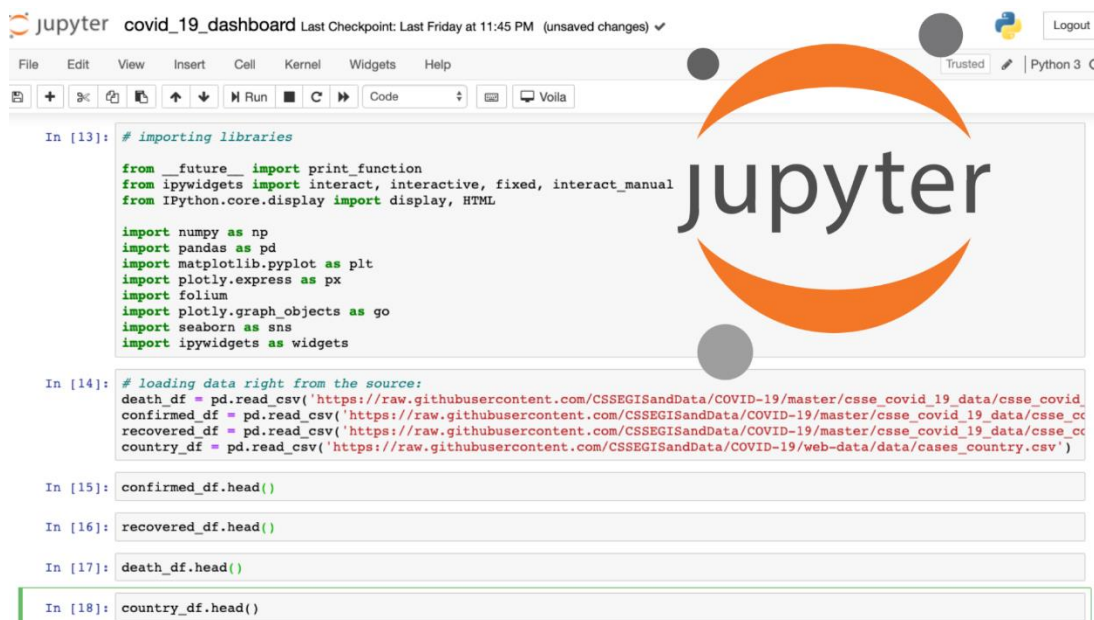 jupyter covid_19_dashboard Last Checkpoint: Last Friday at 11:45 PM (unsaved changes)
Logout
File Edit View Insert Cell Kernel Widgets Help
Trusted Python 3
Run Code Voila
In [13]: # importing libraries
from __future__ import print_function
from ipywidgets import interact, interactive, fixed, interact_manual
from IPython.core.display import display, HTML
import numpy as np
import pandas as pd
import matplotlib.pyplot as plt
import plotly.express as px
import folium
import plotly.graph_objects as go
import seaborn as sns
import ipywidgets as widgets
jupyter
In [14]: # loading data right from the source:
death_df = pd.read_csv('https://raw.githubusercontent.com/CSSEGISandData/COVID-19/master/csse_covid_19_data/csse_covid_
confirmed_df = pd.read_csv('https://raw.githubusercontent.com/CSSEGISandData/COVID-19/master/csse_covid_19_data/csse_co
recovered_df = pd.read_csv('https://raw.githubusercontent.com/CSSEGISandData/COVID-19/master/csse_covid_19_data/csse_co
country_df = pd.read_csv('https://raw.githubusercontent.com/CSSEGISandData/COVID-19/web-data/data/cases_country.csv')
In [15]: confirmed_df.head()
In [16]: recovered_df.head()
In [17]: death_df.head()
In [18]: country_df.head()